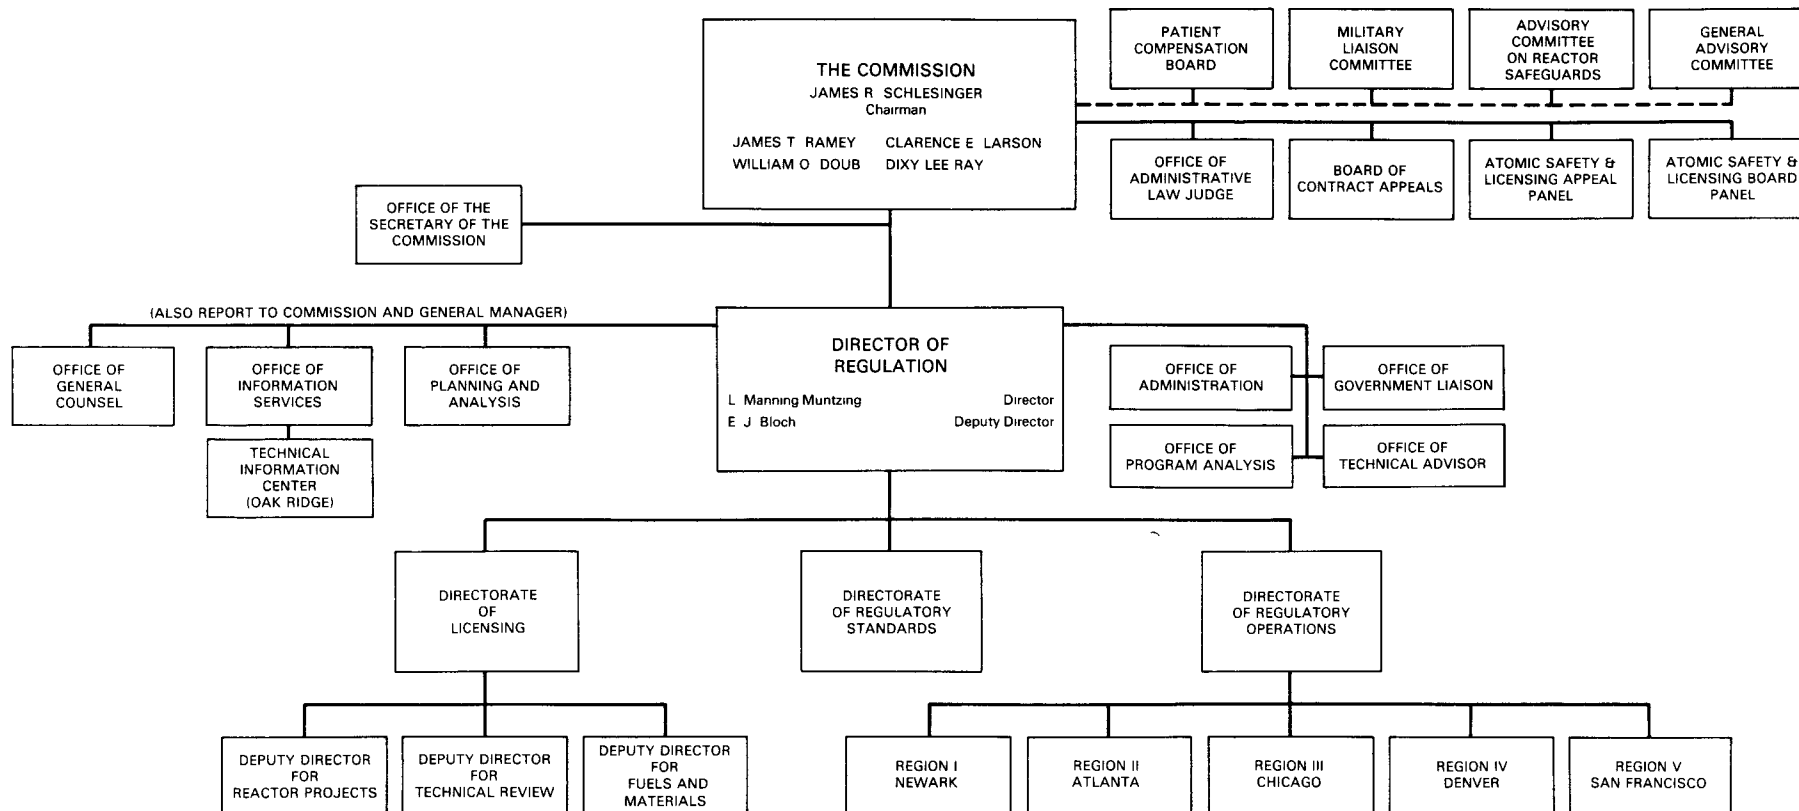 THE COMMISSION
JAMES R SCHLESINGER
Chairman
JAMES T RAMEY CLARENCE E LARSON
WILLIAM O DOUB DIXY LEE RAY
PATIENT
COMPENSATION
BOARD
MILITARY
LIAISON
COMMITTEE
ADVISORY
COMMITTEE
ON REACTOR
SAFEGUARDS
GENERAL
ADVISORY
COMMITTEE
OFFICE OF
ADMINISTRATIVE
LAW JUDGE
BOARD OF
CONTRACT APPEALS
ATOMIC SAFETY &
LICENSING APPEAL
PANEL
ATOMIC SAFETY &
LICENSING BOARD
PANEL
OFFICE OF THE
SECRETARY OF THE
COMMISSION
(ALSO REPORT TO COMMISSION AND GENERAL MANAGER)
OFFICE OF
GENERAL
COUNSEL
OFFICE OF
INFORMATION
SERVICES
OFFICE OF
PLANNING AND
ANALYSIS
TECHNICAL
INFORMATION
CENTER
(OAK RIDGE)
DIRECTOR OF
REGULATION
L Manning Muntzing Director
E J Bloch Deputy Director
OFFICE OF
ADMINISTRATION
OFFICE OF
GOVERNMENT LIAISON
OFFICE OF
PROGRAM ANALYSIS
OFFICE OF
TECHNICAL ADVISOR
DIRECTORATE
OF
LICENSING
DIRECTORATE
OF REGULATORY
STANDARDS
DIRECTORATE
OF REGULATORY
OPERATIONS
DEPUTY DIRECTOR
FOR
REACTOR PROJECTS
DEPUTY DIRECTOR
FOR
TECHNICAL REVIEW
DEPUTY DIRECTOR
FOR
FUELS AND
MATERIALS
REGION I
NEWARK
REGION II
ATLANTA
REGION III
CHICAGO
REGION IV
DENVER
REGION V
SAN FRANCISCO